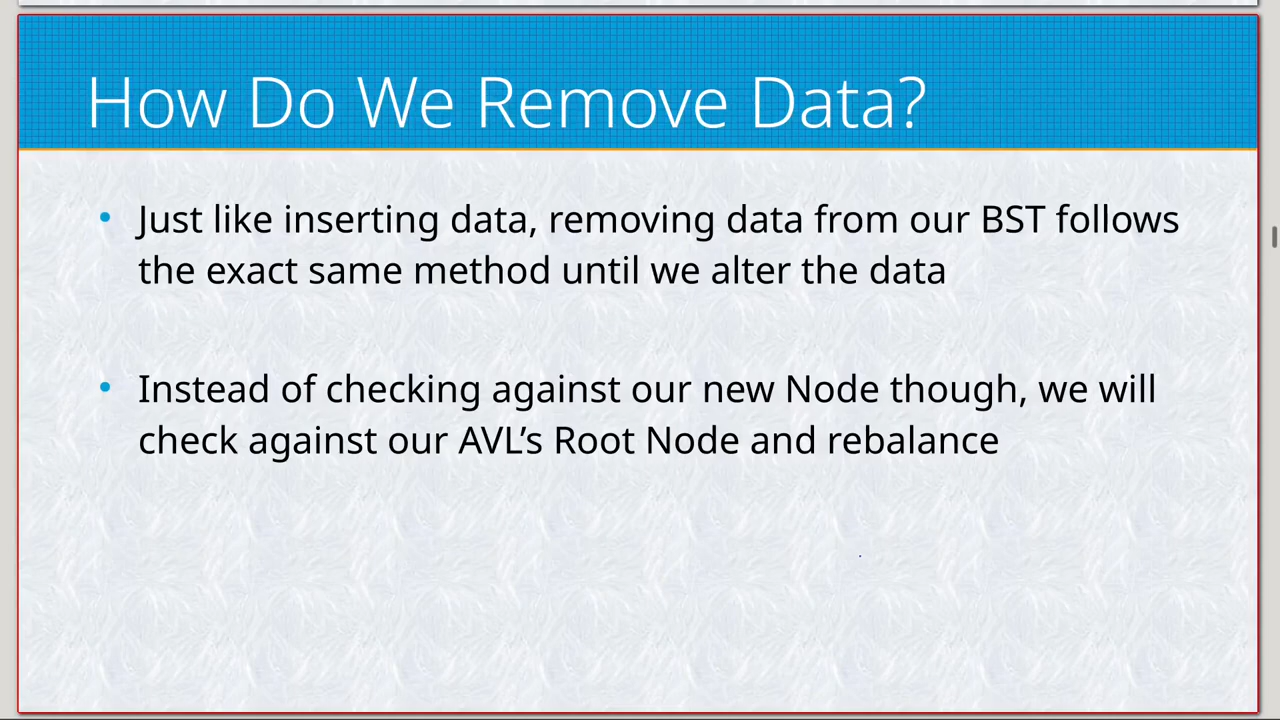 How Do We Remove Data?
• Just like inserting data, removing data from our BST follows
the exact same method until we alter the data
• Instead of checking against our new Node though, we will
check against our AVL’s Root Node and rebalance